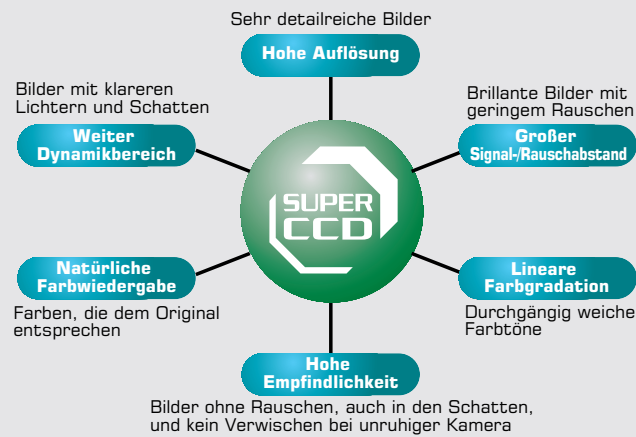 Sehr detailreiche Bilder
Hohe Auflösung
Bilder mit klareren
Lichtern und Schatten
Weiter
Dynamikbereich
Brillante Bilder mit
geringem Rauschen
Großer
Signal-/Rauschabstand
SUPER
CCD
Natürliche
Farbwiedergabe
Farben, die dem Original
entsprechen
Lineare
Farbgradation
Durchgängig weiche
Farbtöne
Hohe
Empfindlichkeit
Bilder ohne Rauschen, auch in den Schatten,
und kein Verwischen bei unruhiger Kamera